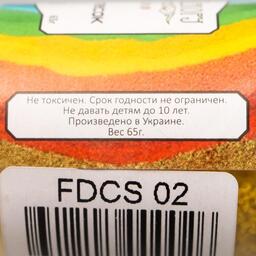 Не токсичен. Срок годности не ограничен.
Не давать детям до 10 лет.
Произведено в Украине.
Вес 65г.
FDCS 02